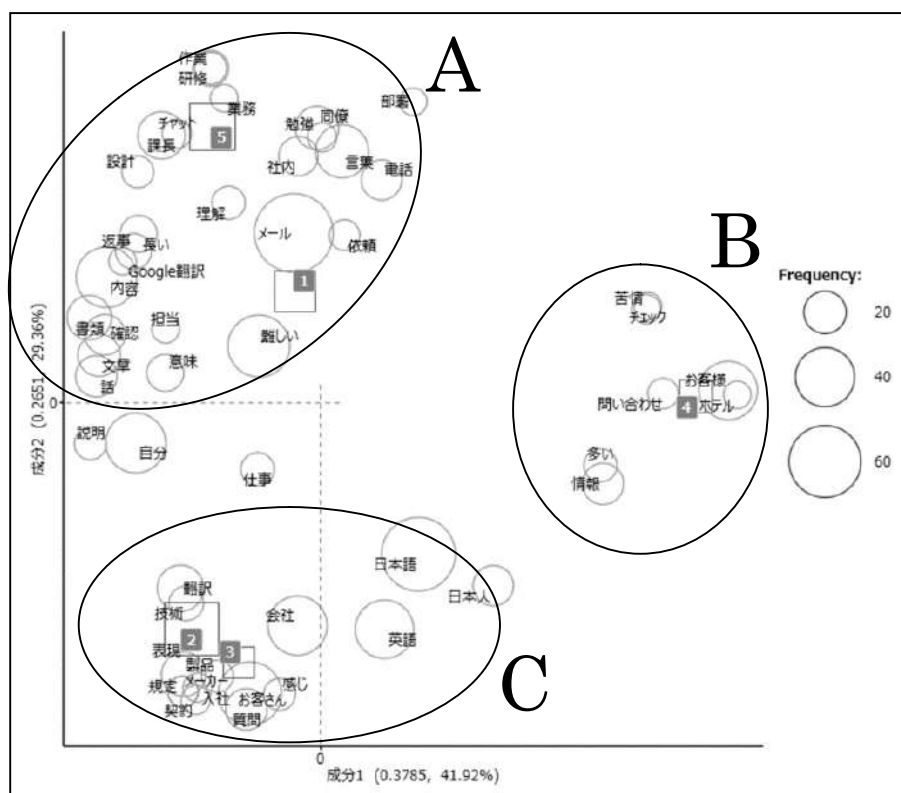 A
作業
研修
部署
業務
同僚
勉強
チャット
5
課長
社内
言葉
電話
設計
理解
メール
依頼
B
返事
長い
Google翻訳
内容
1
Frequency:
苦情
チェック
20
書類
確認
担当
難しい
文章
意味
話
お客様
問い合わせ
4
ホテル
40
0
説明
自分
仕事
多い
情報
60
成分2 (0.2651, 29.36%)
日本語
翻訳
日本人
技術
会社
英語
2
表現
3
製品
メーカー
規定
入社
お客さん
感じ
契約
質問
C
0
成分1 (0.3785, 41.92%)